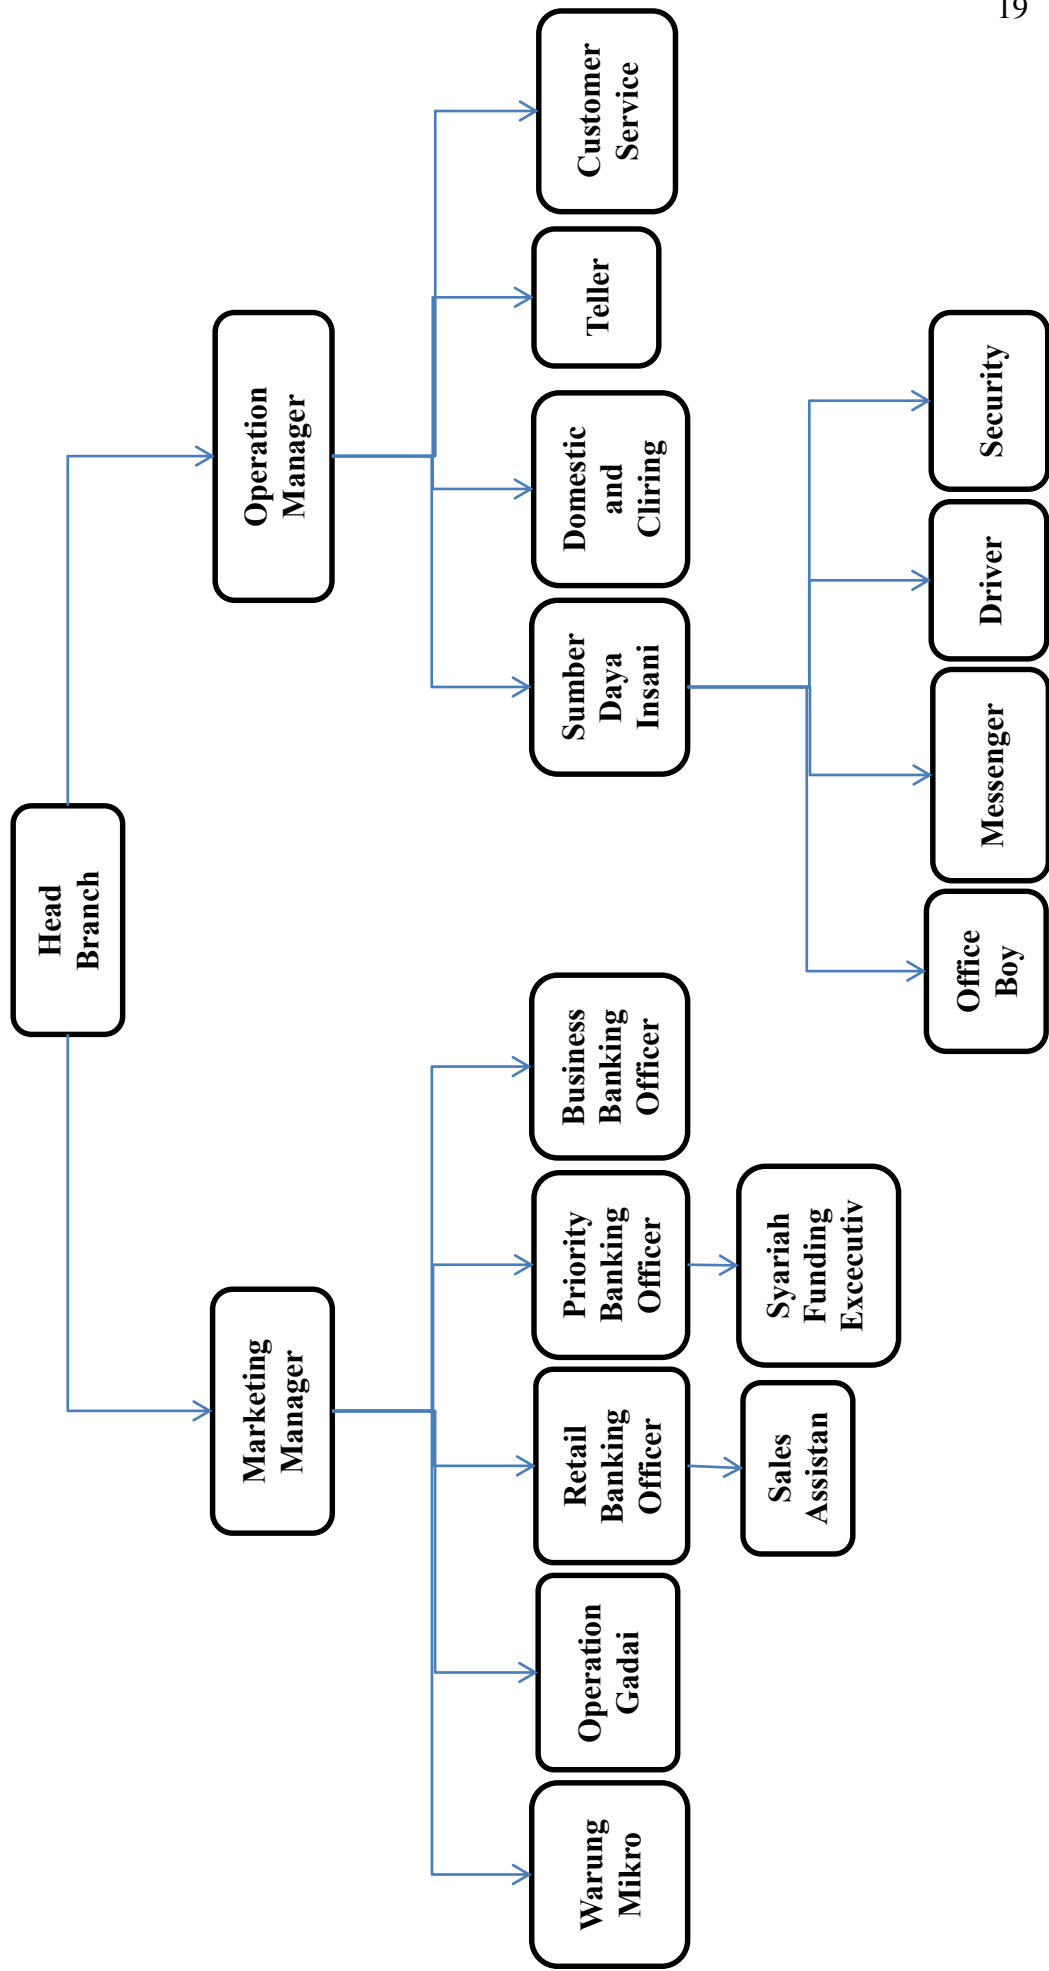 19
Head
Branch
Marketing
Manager
Operation
Manager
Warung
Mikro
Operation
Gadai
Retail
Banking
Officer
Priority
Banking
Officer
Business
Banking
Officer
Sumber
Daya
Insani
Domestic
and
Cliring
Teller
Customer
Service
Sales
Assistan
Syariah
Funding
Excecutiv
Office
Boy
Messenger
Driver
Security